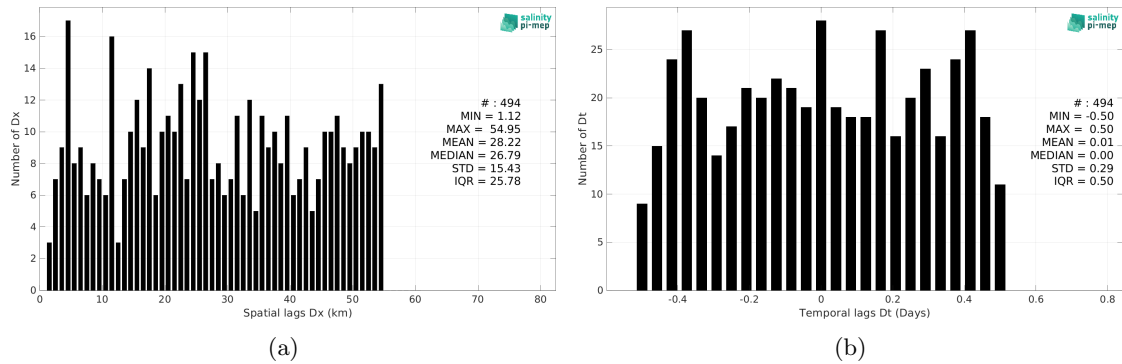 salinity
pi-mep
16
14
12
10
8
6
4
2
0
Number of Dx
# : 494
MIN = 1.12
MAX = 54.95
MEAN = 28.22
MEDIAN = 26.79
STD = 15.43
IQR = 25.78
0 10 20 30 40 50 60 70 80
Spatial lags Dx (km)
(a)
salinity
pi-mep
25
20
15
10
5
0
Number of Dt
# : 494
MIN = -0.50
MAX = 0.50
MEAN = 0.01
MEDIAN = 0.00
STD = 0.29
IQR = 0.50
-0.4 -0.2 0 0.2 0.4 0.6 0.8
Temporal lags Dt (Days)
(b)